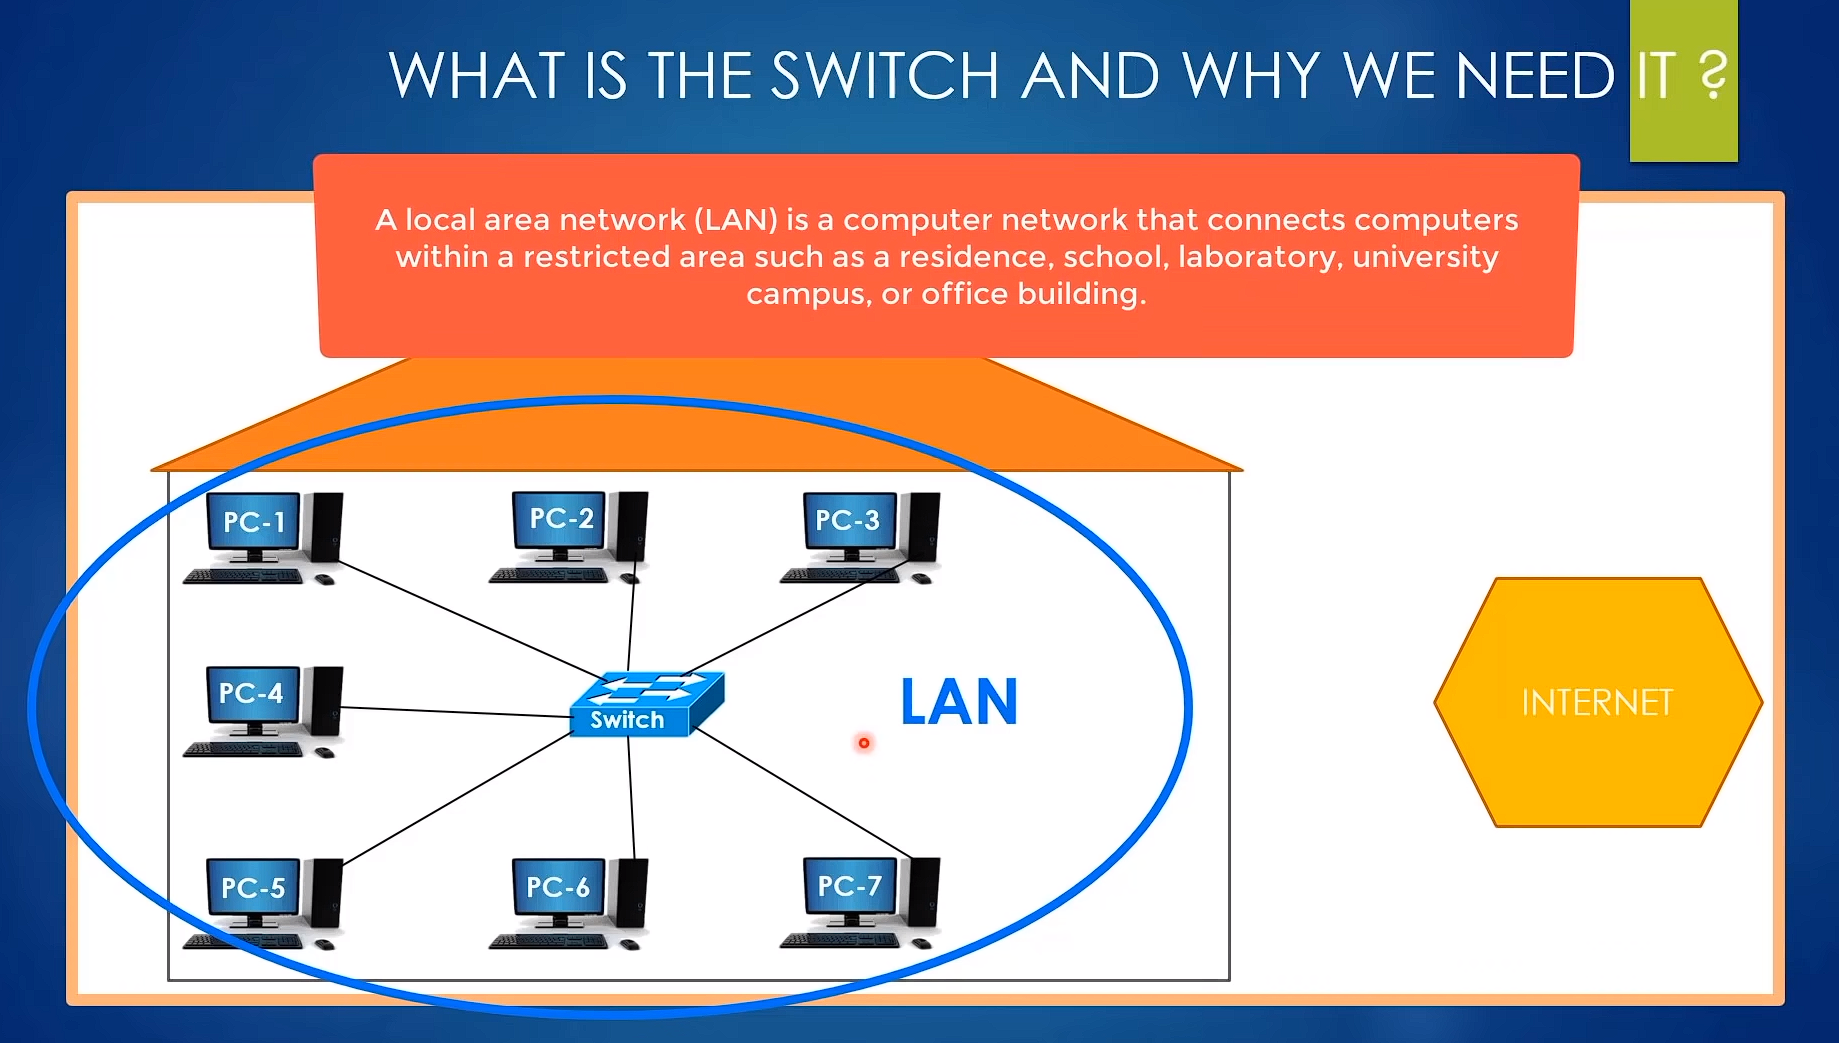 WHAT IS THE SWITCH AND WHY WE NEED IT ?
A local area network (LAN) is a computer network that connects computers
within a restricted area such as a residence, school, laboratory, university
campus, or office building.
PC-1
PC-2
PC-3
PC-4
Switch
LAN
INTERNET
PC-5
PC-6
PC-7